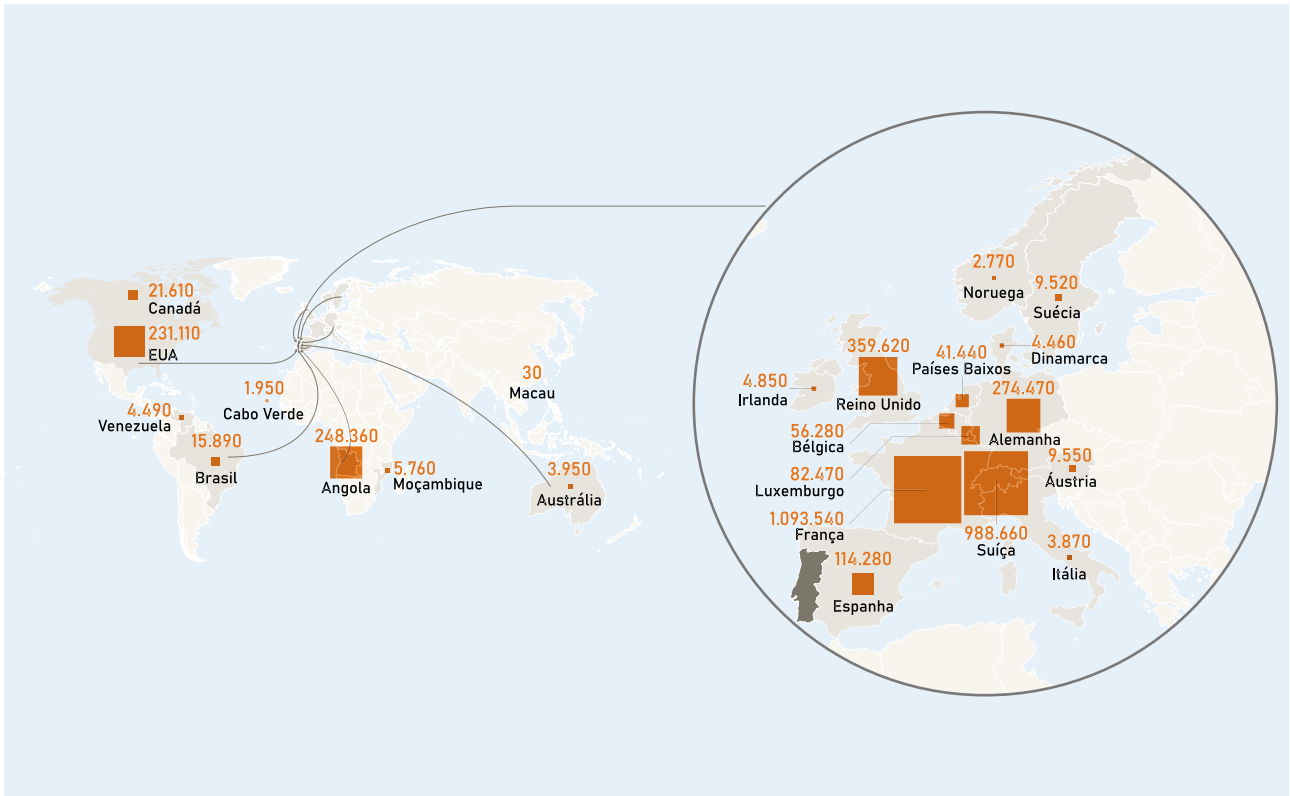 21.610
Canadá
231.110
EUA
1.950
Cabo Verde
4.490
Venezuela
15.890
Brasil
248.360
Angola
5.760
Moçambique
30
Macau
3.950
Austrália
2.770
Noruega
9.520
Suécia
4.460
Dinamarca
359.620
Reino Unido
41.440
Países Baixos
4.850
Irlanda
274.470
Alemanha
56.280
Bélgica
82.470
Luxemburgo
9.550
Áustria
1.093.540
França
988.660
Suíça
3.870
Itália
114.280
Espanha